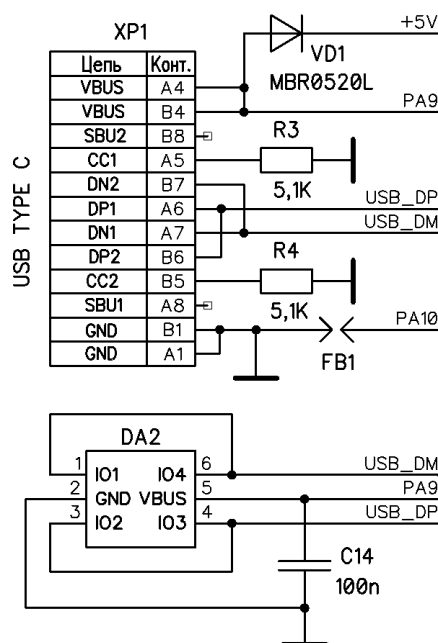 XP1
+5V
VD1
MBR0520L
Цепь Конт.
VBUS A4
VBUS B4
PA9
SBU2 B8
R3
CC1 A5
5,1K
DN2 B7
DP1 A6
USB_DP
DN1 A7
USB_DM
DP2 B6
R4
CC2 B5
5,1K
SBU1 A8
GND B1
PA10
GND A1
FB1
USB TYPE C
DA2
1 IO1 IO4 6
USB_DM
2 GND VBUS 5
PA9
3 IO2 IO3 4
USB_DP
C14
100n